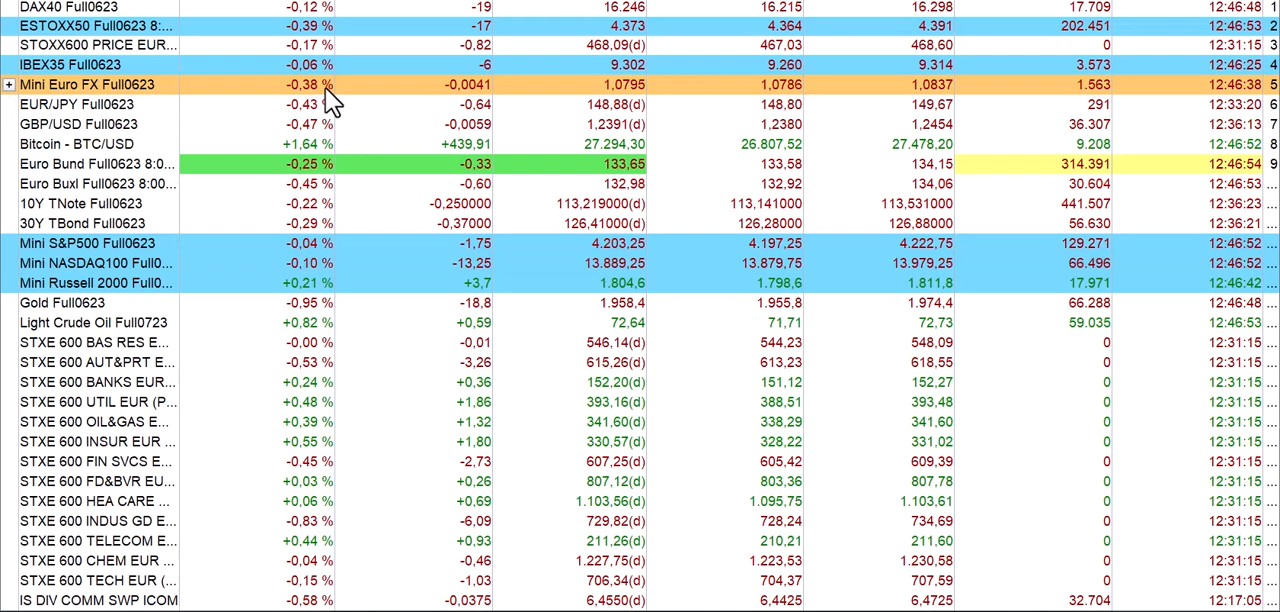 DAX40 Full0623 -0,12 % -19 16.246 16.215 16.298 17.709 12:46:48 1
ESTOXX50 Full0623 8:... -0,39 % -17 4.373 4.364 4.391 202.451 12:46:53 2
STOXX600 PRICE EUR... -0,17 % -0,82 468,09(d) 467,03 468,60 0 12:31:15 3
IBEX35 Full0623 -0,06 % -6 9.302 9.260 9.314 3.573 12:46:25 4
Mini Euro FX Full0623 -0,38 % -0,0041 1,0795 1,0786 1,0837 1.563 12:46:38 5
EUR/JPY Full0623 -0,43 -0,64 148,88(d) 148,80 149,67 291 12:33:20 6
GBP/USD Full0623 -0,47 % -0,0059 1,2391(d) 1,2380 1,2454 36.307 12:36:13 7
Bitcoin - BTC/USD +1,64 % +439,91 27.294,30 26.807,52 27.478,20 9.208 12:46:52 8
Euro Bund Full0623 8:0... -0,25 % -0,33 133,65 133,58 134,15 314.391 12:46:54 9
Euro Buxl Full0623 8:00... -0,45 % -0,60 132,98 132,92 134,06 30.604 12:46:53 ...
10Y TNote Full0623 -0,22 % -0,250000 113,219000(d) 113,141000 113,531000 441.507 12:36:23 ...
30Y TBond Full0623 -0,29 % -0,37000 126,41000(d) 126,28000 126,88000 56.630 12:36:21 ...
Mini S&P500 Full0623 -0,04 % -1,75 4.203,25 4.197,25 4.222,75 129.271 12:46:52 ...
Mini NASDAQ100 Full0... -0,10 % -13,25 13.889,25 13.879,75 13.979,25 66.496 12:46:52 ...
Mini Russell 2000 Full0... +0,21 % +3,7 1.804,6 1.798,6 1.811,8 17.971 12:46:42 ...
Gold Full0623 -0,95 % -18,8 1.958,4 1.955,8 1.974,4 66.288 12:46:48 ...
Light Crude Oil Full0723 +0,82 % +0,59 72,64 71,71 72,73 59.035 12:46:53 ...
STXE 600 BAS RES E... -0,00 % -0,01 546,14(d) 544,23 548,09 0 12:31:15 ...
STXE 600 AUT&PRT E... -0,53 % -3,26 615,26(d) 613,23 618,55 0 12:31:15 ...
STXE 600 BANKS EUR... +0,24 % +0,36 152,20(d) 151,12 152,27 0 12:31:15 ...
STXE 600 UTIL EUR (P... +0,48 % +1,86 393,16(d) 388,51 393,48 0 12:31:15 ...
STXE 600 OIL&GAS E... +0,39 % +1,32 341,60(d) 338,29 341,60 0 12:31:15 ...
STXE 600 INSUR EUR ... +0,55 % +1,80 330,57(d) 328,22 331,02 0 12:31:15 ...
STXE 600 FIN SVCS E... -0,45 % -2,73 607,25(d) 605,42 609,39 0 12:31:15 ...
STXE 600 FD&BVR EU... +0,03 % +0,26 807,12(d) 803,36 807,78 0 12:31:15 ...
STXE 600 HEA CARE ... +0,06 % +0,69 1.103,56(d) 1.095,75 1.103,61 0 12:31:15 ...
STXE 600 INDUS GD E... -0,83 % -6,09 729,82(d) 728,24 734,69 0 12:31:15 ...
STXE 600 TELECOM E... +0,44 % +0,93 211,26(d) 210,21 211,60 0 12:31:15 ...
STXE 600 CHEM EUR ... -0,04 % -0,46 1.227,75(d) 1.223,53 1.230,58 0 12:31:15 ...
STXE 600 TECH EUR (... -0,15 % -1,03 706,34(d) 704,37 707,59 0 12:31:15 ...
IS DIV COMM SWP ICOM -0,58 % -0,0375 6,4550(d) 6,4425 6,4725 32.704 12:17:05 ...